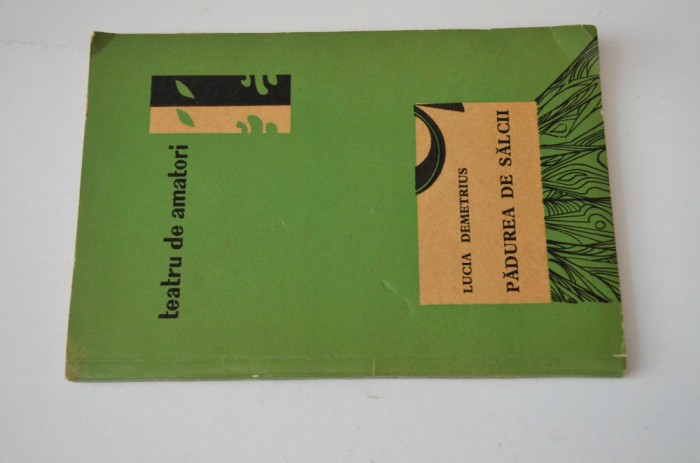 teatru de amatori
LUCIA DEMETRIUS
PĂDUREA DE SĂLCII